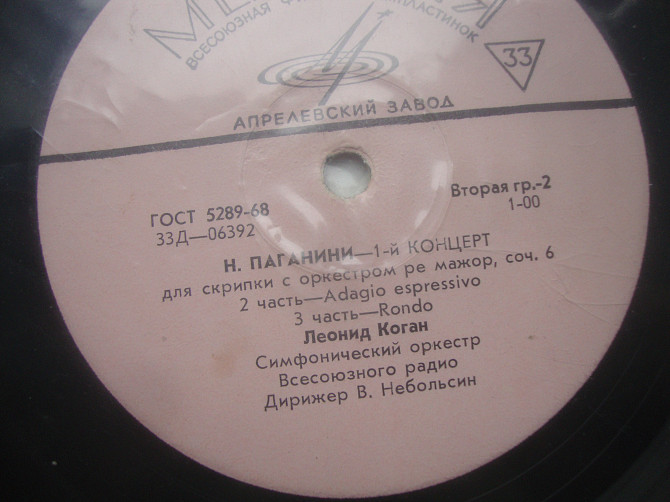 ВСЕСОЮЗНАЯ
33
АПРЕЛЕВСКИЙ ЗАВОД
ГОСТ 5289-68
33Д—06392
Вторая гр.-2
1-00
Н. ПАГАНИНИ—1-й КОНЦЕРТ
для скрипки с оркестром ре мажор, соч. 6
2 часть—Adagio espressivo
3 часть—Rondo
Леонид Коган
Симфонический оркестр
Всесоюзного радио
Дирижер В. Небольсин